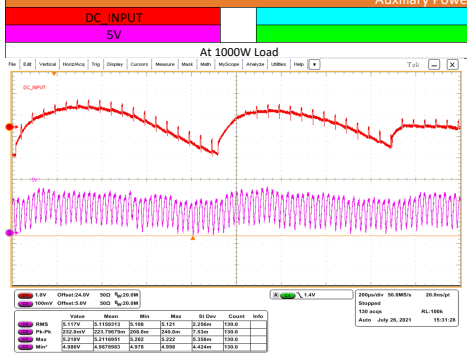 Auxiliary Power
DC_INPUT
5V
At 1000W Load
File Edit Vertical Horiz/Acq Trig Display Cursors Measure Mask Math MyScope Analyze Utilities Help Tek X
DC_INPUT
5V
1.0V Offset:24.0V 50Ω BW:20.0M
100mV Offset:5.0V 50Ω BW:20.0M
A 1.4V
200µs/div 50.0MS/s 20.0ns/pt
Stopped
130 acqs RL:100k
Auto July 26, 2021 15:31:28
Value Mean Min Max St Dev Count Info
RMS 5.117V 5.1159313 5.108 5.121 2.256m 130.0
Pk-Pk 232.0mV 223.79679m 208.0m 240.0m 7.53m 130.0
Max* 5.218V 5.2116951 5.202 5.222 5.358m 130.0
Min* 4.986V 4.9878983 4.978 4.998 4.424m 130.0